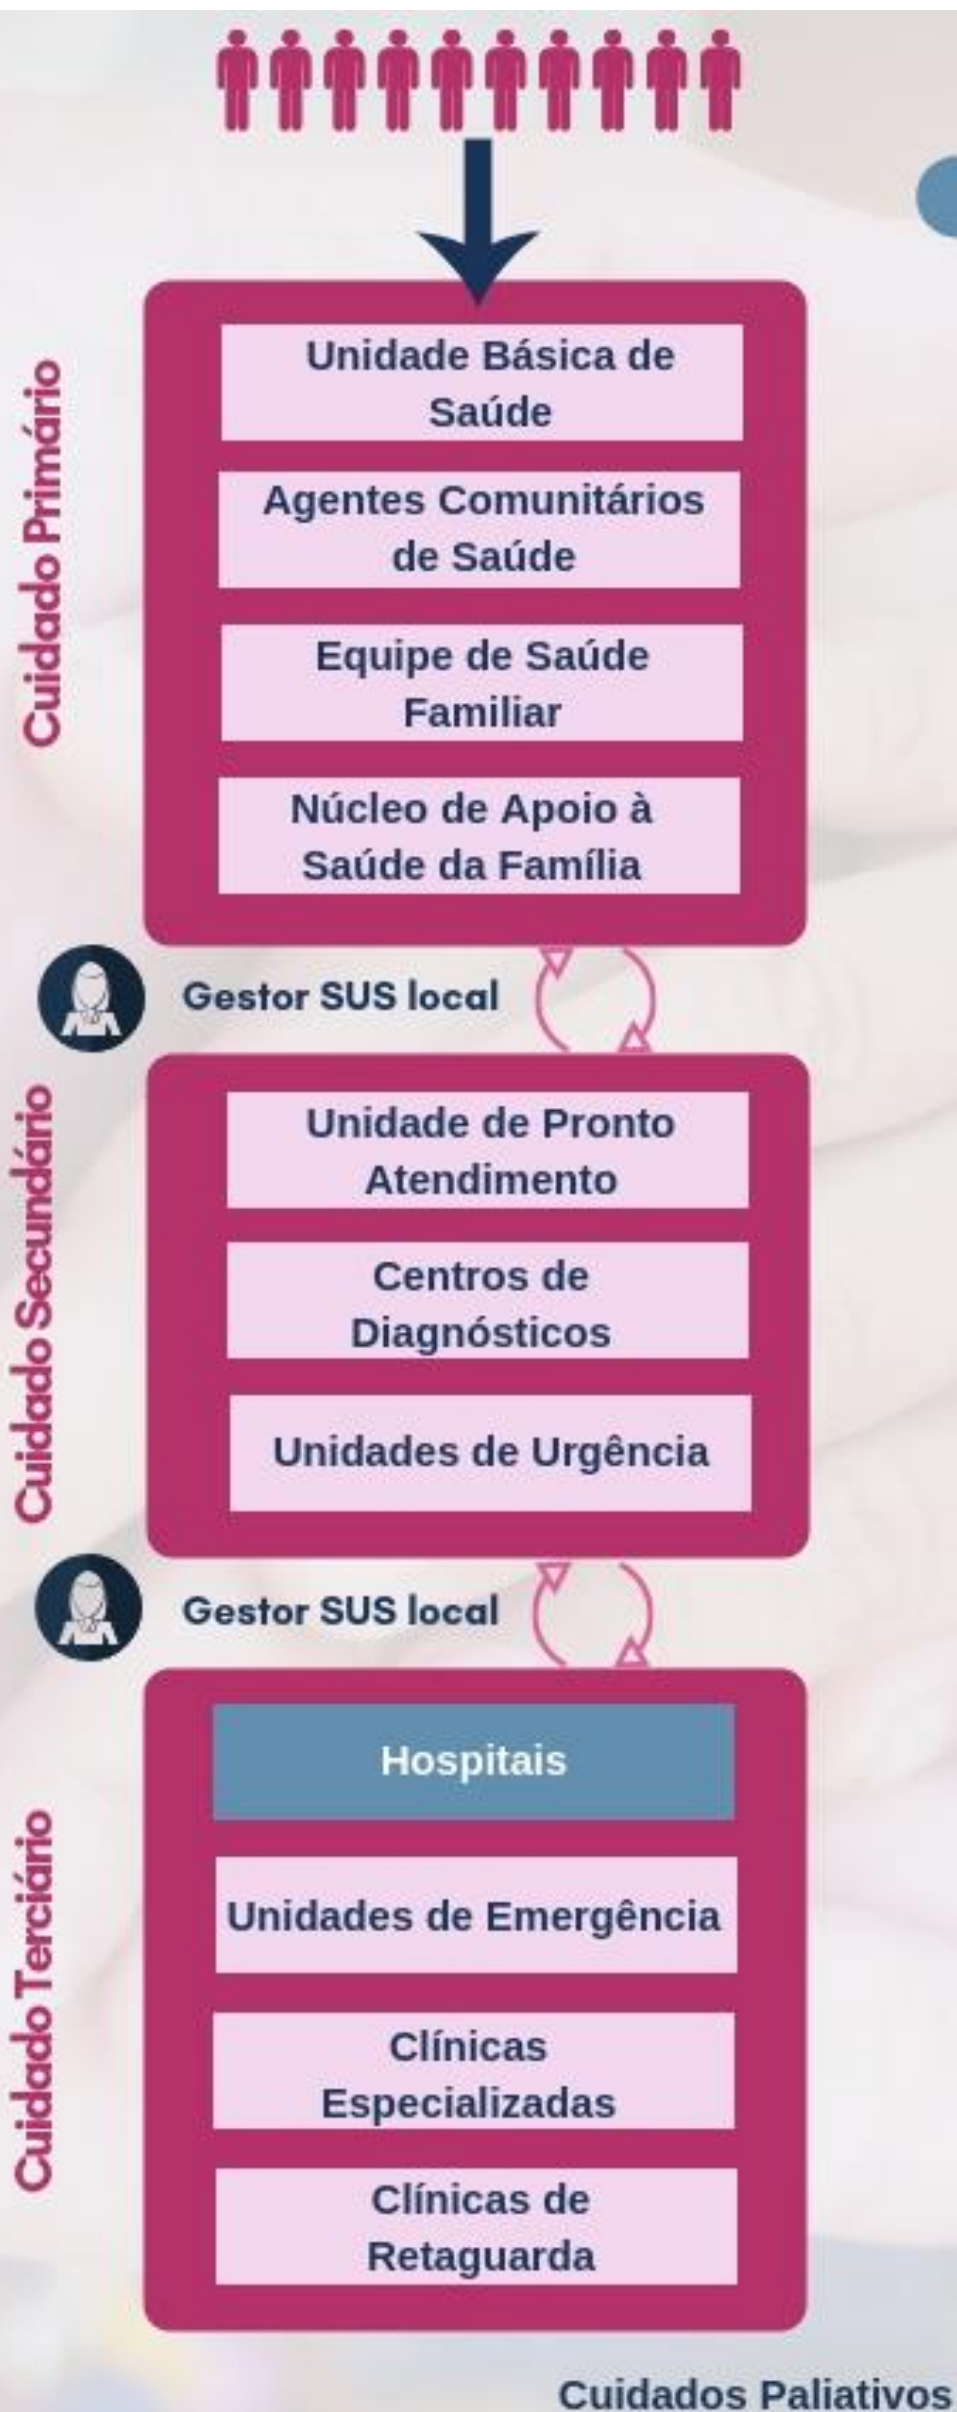 Cuidado Primário
Unidade Básica de
Saúde
Agentes Comunitários
de Saúde
Equipe de Saúde
Familiar
Núcleo de Apoio à
Saúde da Família
Gestor SUS local
Cuidado Secundário
Unidade de Pronto
Atendimento
Centros de
Diagnósticos
Unidades de Urgência
Gestor SUS local
Cuidado Terciário
Hospitais
Unidades de Emergência
Clínicas
Especializadas
Clínicas de
Retaguarda
Cuidados Paliativos